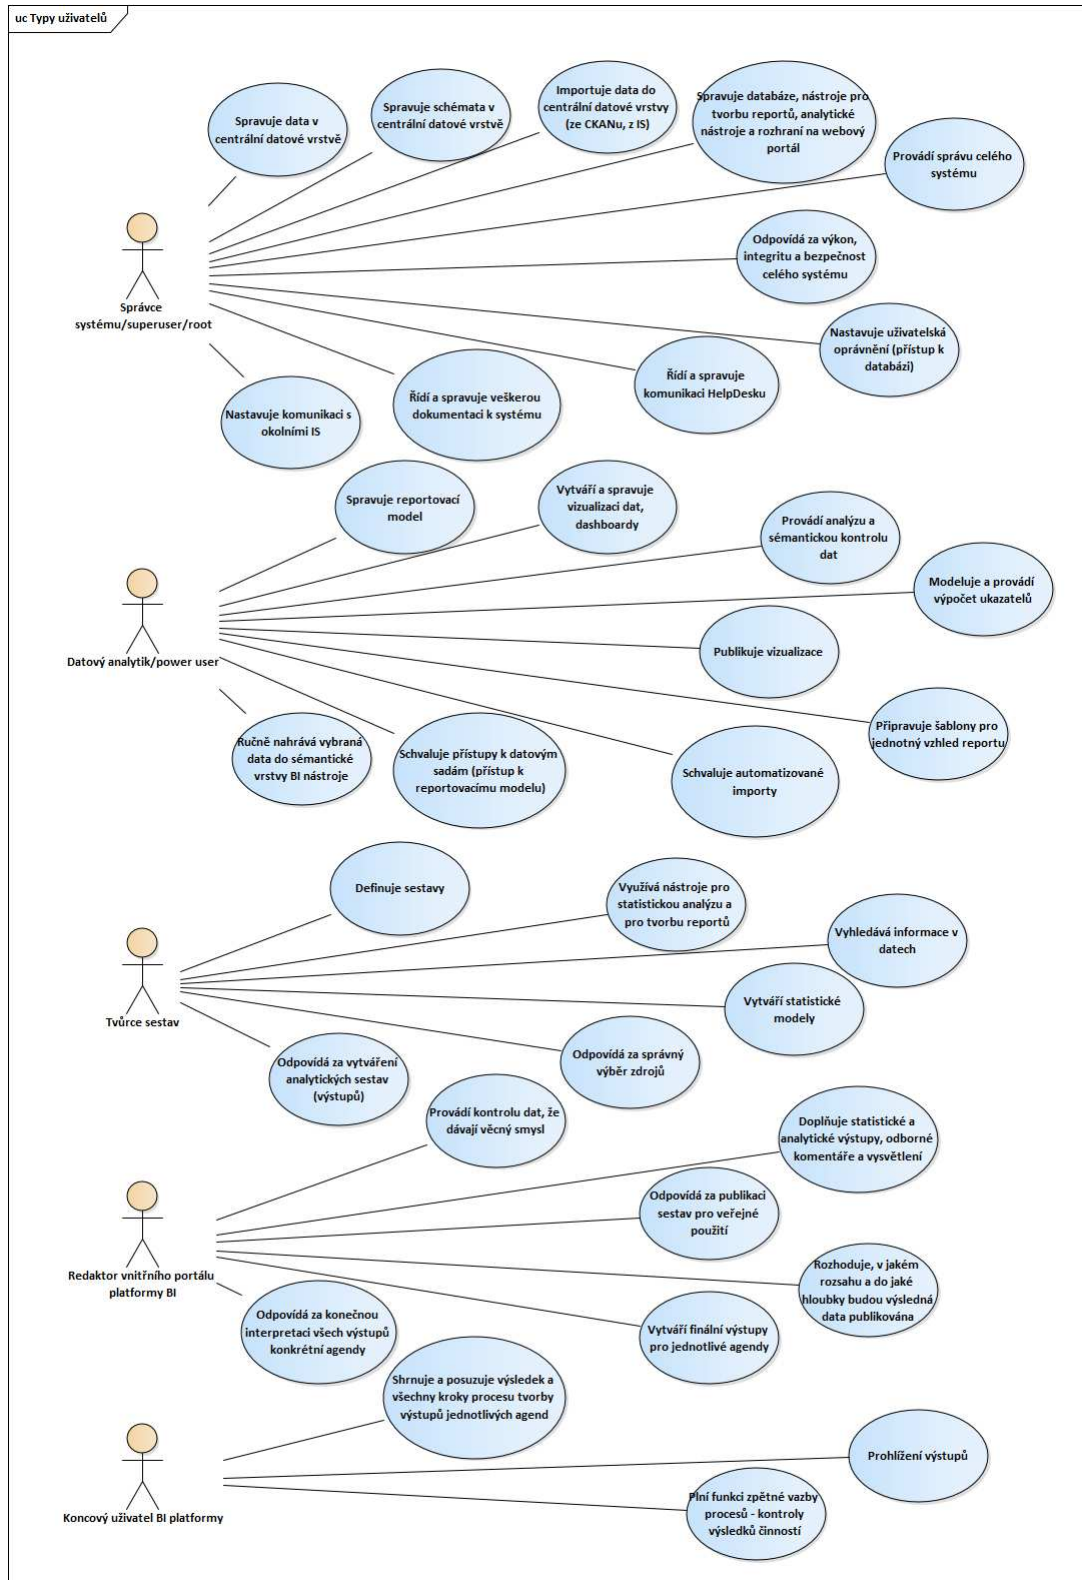 uc Typy uživatelů
Spravuje data v
centrální datové vrstvě
Spravuje schémata v
centrální datové vrstvě
Importuje data do
centrální datové vrstvy
(ze CKANu, z IS)
Spravuje databáze, nástroje pro
tvorbu reportů, analytické
nástroje a rozhraní na webový
portál
Provádí správu celého
systému
Odpovídá za výkon,
integritu a bezpečnost
celého systému
Správce
systému/superuser/root
Nastavuje uživatelská
oprávnění (přístup k
databázi)
Řídí a spravuje
komunikaci HelpDesku
Řídí a spravuje veškerou
dokumentaci k systému
Nastavuje komunikaci s
okolními IS
Spravuje reportovací
model
Vytváří a spravuje
vizualizaci dat,
dashboardy
Provádí analýzu a
sémantickou kontrolu
dat
Modeluje a provádí
výpočet ukazatelů
Publikuje vizualizace
Datový analytik/power user
Připravuje šablony pro
jednotný vzhled reportu
Ručně nahrává vybraná
data do sémantické
vrstvy BI nástroje
Schvaluje přístupy k datovým
sadám (přístup k
reportovacímu modelu)
Schvaluje automatizované
importy
Definuje sestavy
Využívá nástroje pro
statistickou analýzu a
pro tvorbu reportů
Vyhledává informace v
datech
Vytváří statistické
modely
Tvůrce sestav
Odpovídá za správný
výběr zdrojů
Odpovídá za vytváření
analytických sestav
(výstupů)
Provádí kontrolu dat, že
dávají věcný smysl
Doplňuje statistické a
analytické výstupy, odborné
komentáře a vysvětlení
Odpovídá za publikaci
sestav pro veřejné
použití
Redaktor vnitřního portálu
platformy BI
Rozhoduje, v jakém
rozsahu a do jaké
hloubky budou výsledná
data publikována
Odpovídá za konečnou
interpretaci všech výstupů
konkrétní agendy
Vytváří finální výstupy
pro jednotlivé agendy
Shrnuje a posuzuje výsledek a
všechny kroky procesu tvorby
výstupů jednotlivých agend
Prohlížení výstupů
Plní funkci zpětné vazby
procesů - kontroly
výsledků činností
Koncový uživatel BI platformy